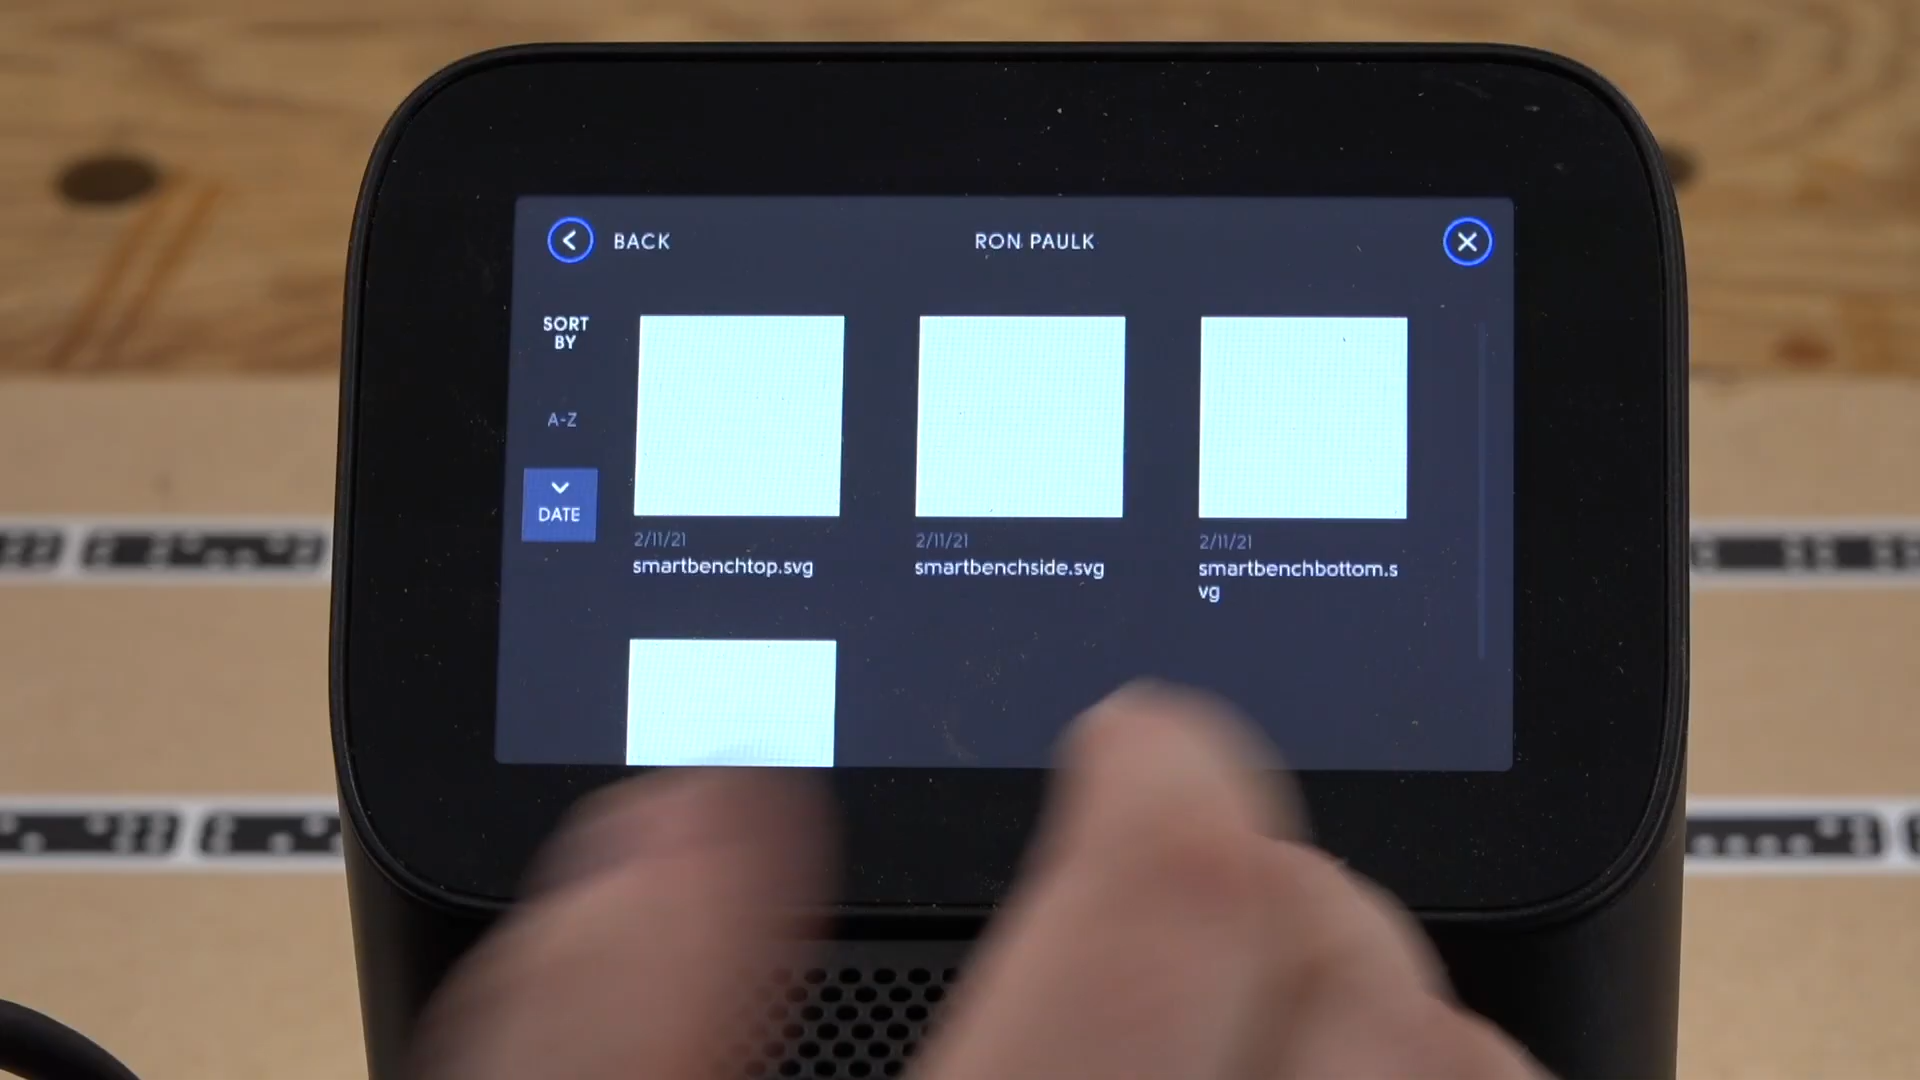 BACK
RON PAULK
SORT
BY
A-Z
DATE
2/11/21
smartbenchtop.svg
2/11/21
smartbenchside.svg
2/11/21
smartbenchbottom.s
vg